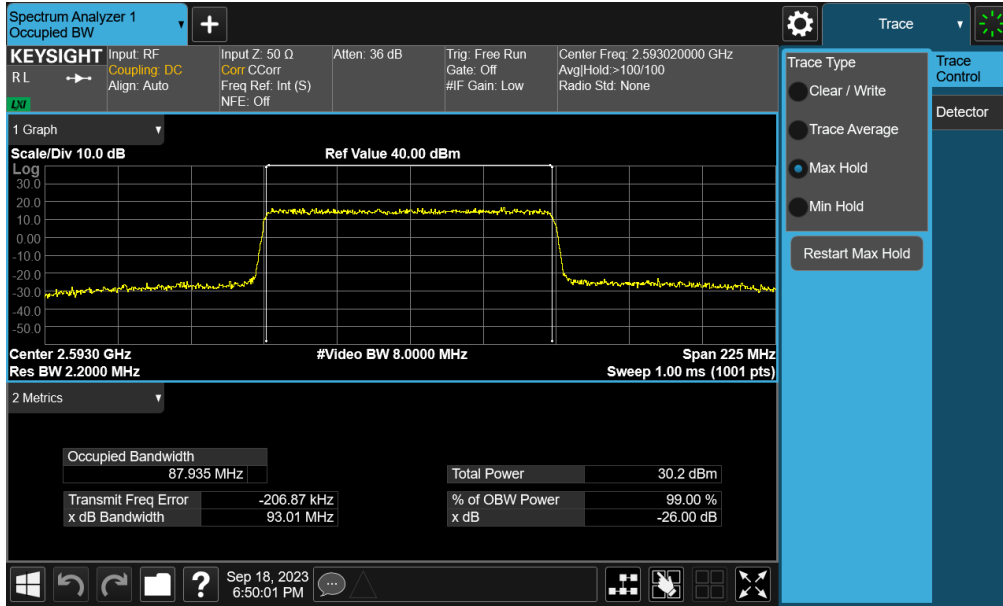 Spectrum Analyzer 1
Occupied BW
Trace
KEYSIGHT
R L
LXI
Input: RF
Coupling: DC
Align: Auto
Input Z: 50 Ω
Corr CCorr
Freq Ref: Int (S)
NFE: Off
Atten: 36 dB
Trig: Free Run
Gate: Off
#IF Gain: Low
Center Freq: 2.593020000 GHz
Avg|Hold:>100/100
Radio Std: None
1 Graph
Scale/Div 10.0 dB
Ref Value 40.00 dBm
Log
30.0
20.0
10.0
0.00
-10.0
-20.0
-30.0
-40.0
-50.0
Center 2.5930 GHz
#Video BW 8.0000 MHz
Span 225 MHz
Res BW 2.2000 MHz
Sweep 1.00 ms (1001 pts)
2 Metrics
Occupied Bandwidth
87.935 MHz
Total Power 30.2 dBm
Transmit Freq Error -206.87 kHz
% of OBW Power 99.00 %
x dB Bandwidth 93.01 MHz
x dB -26.00 dB
Trace Type
Clear / Write
Trace Average
Max Hold
Min Hold
Restart Max Hold
Trace
Control
Detector
?
Sep 18, 2023
6:50:01 PM